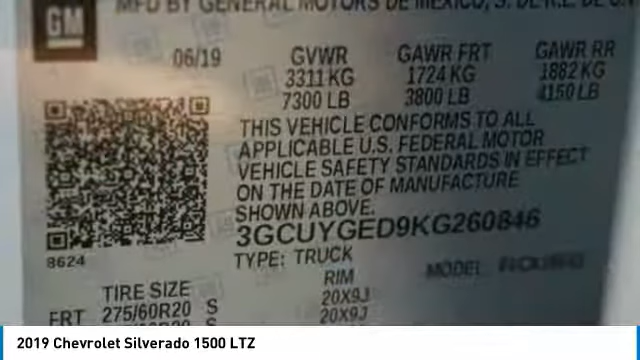 MFD BY GENERAL MOTORS DE MEXICO, S. DE R.L. DE
GM
06/19 GVWR GAWR FRT GAWR RR
3311 KG 1724 KG 1882 KG
7300 LB 3800 LB 4150 LB
THIS VEHICLE CONFORMS TO ALL
APPLICABLE U.S. FEDERAL MOTOR
VEHICLE SAFETY STANDARDS IN EFFECT
ON THE DATE OF MANUFACTURE
SHOWN ABOVE.
3GCUYGED9KG260846
8624
TYPE: TRUCK MODEL:
TIRE SIZE RIM
FRT 275/60R20 S 20X9J
S 20X9J
2019 Chevrolet Silverado 1500 LTZ